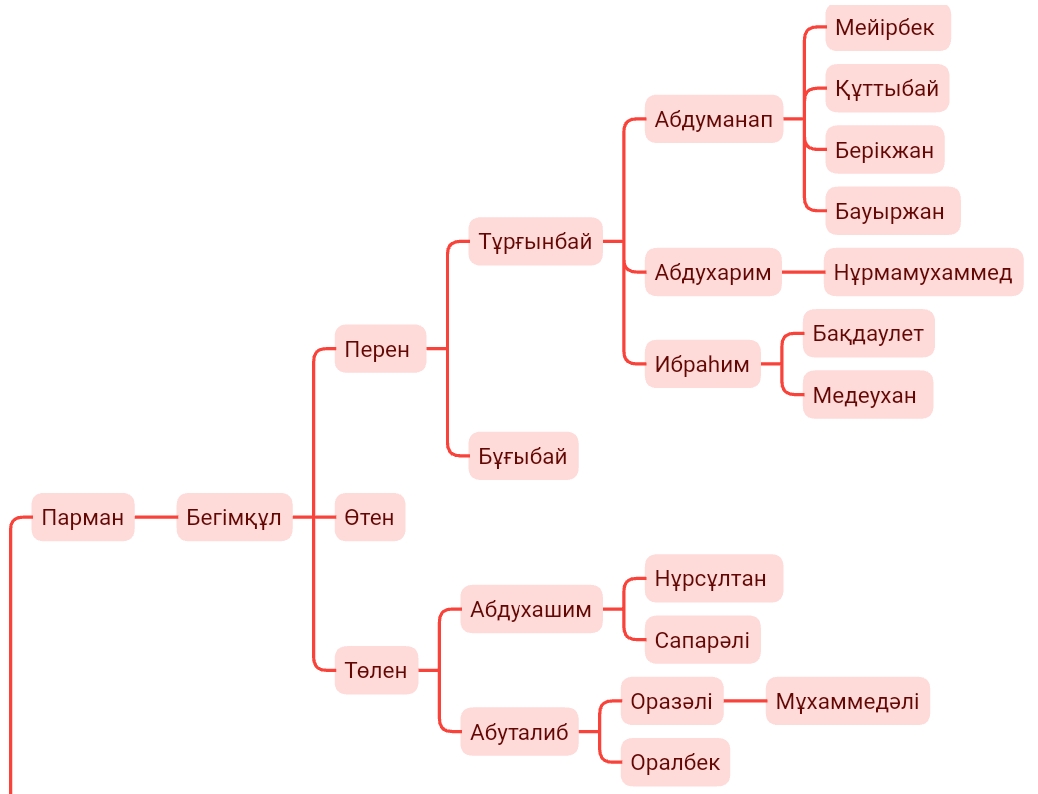 Мейірбек
Құттыбай
Абдуманап
Берікжан
Бауыржан
Тұрғынбай
Абдухарим
Нұрмамухаммед
Бақдаулет
Перен
Ибраһим
Медеухан
Бұғыбай
Парман
Бегімқұл
Өтен
Нұрсұлтан
Абдухашим
Сапарәлі
Төлен
Оразәлі
Мұхаммедәлі
Абуталиб
Оралбек